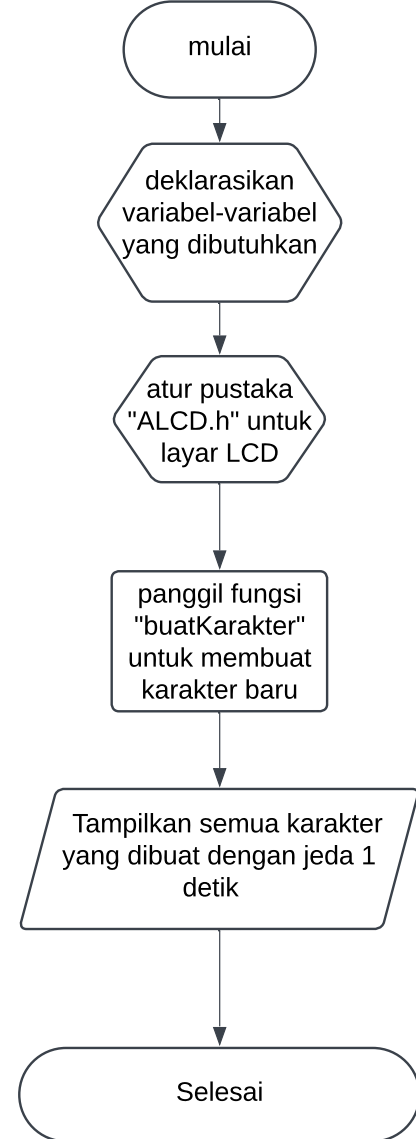 mulai
deklarasikan
variabel-variabel
yang dibutuhkan
atur pustaka
"ALCD.h" untuk
layar LCD
panggil fungsi
"buatKarakter"
untuk membuat
karakter baru
Tampilkan semua karakter
yang dibuat dengan jeda 1
detik
Selesai